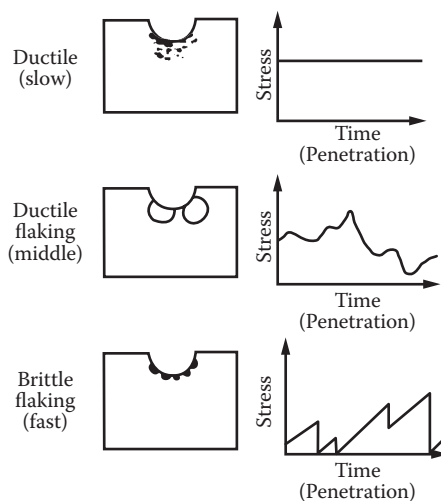 Ductile
(slow)
Stress
Time
(Penetration)
Ductile
flaking
(middle)
Stress
Time
(Penetration)
Brittle
flaking
(fast)
Stress
Time
(Penetration)